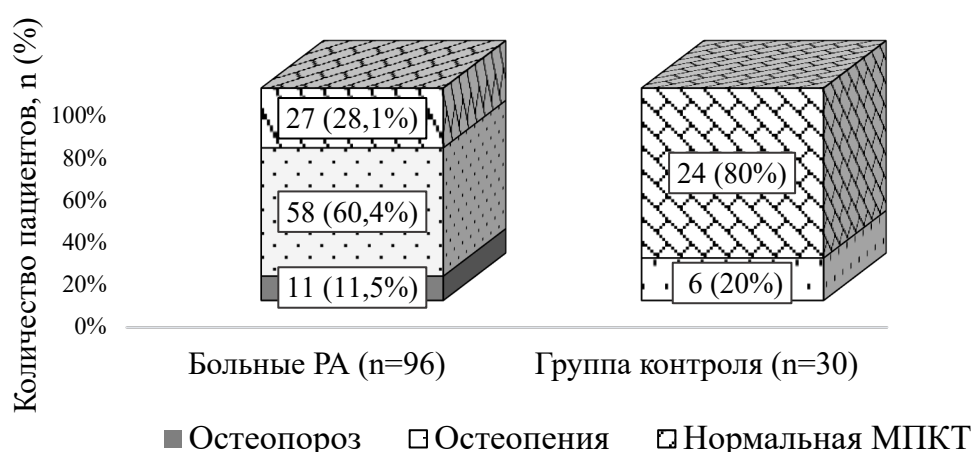 Количество пациентов, n (%)
100%
80%
60%
40%
20%
0%
27 (28,1%)
58 (60,4%)
11 (11,5%)
24 (80%)
6 (20%)
Больные РА (n=96)
Группа контроля (n=30)
Остеопороз Остеопения Нормальная МПКТ